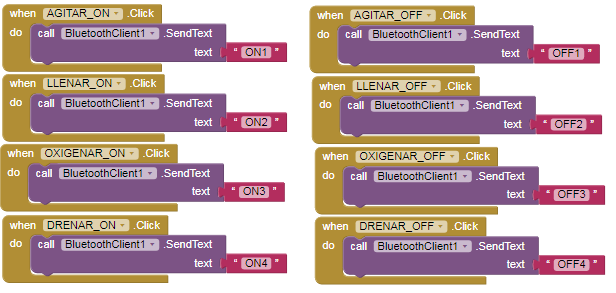 when AGITAR_ON .Click
do call BluetoothClient1 .SendText
text " ON1 "
when LLENAR_ON .Click
do call BluetoothClient1 .SendText
text " ON2 "
when OXIGENAR_ON .Click
do call BluetoothClient1 .SendText
text " ON3 "
when DRENAR_ON .Click
do call BluetoothClient1 .SendText
text " ON4 "
when AGITAR_OFF .Click
do call BluetoothClient1 .SendText
text " OFF1 "
when LLENAR_OFF .Click
do call BluetoothClient1 .SendText
text " OFF2 "
when OXIGENAR_OFF .Click
do call BluetoothClient1 .SendText
text " OFF3 "
when DRENAR_OFF .Click
do call BluetoothClient1 .SendText
text " OFF4 "